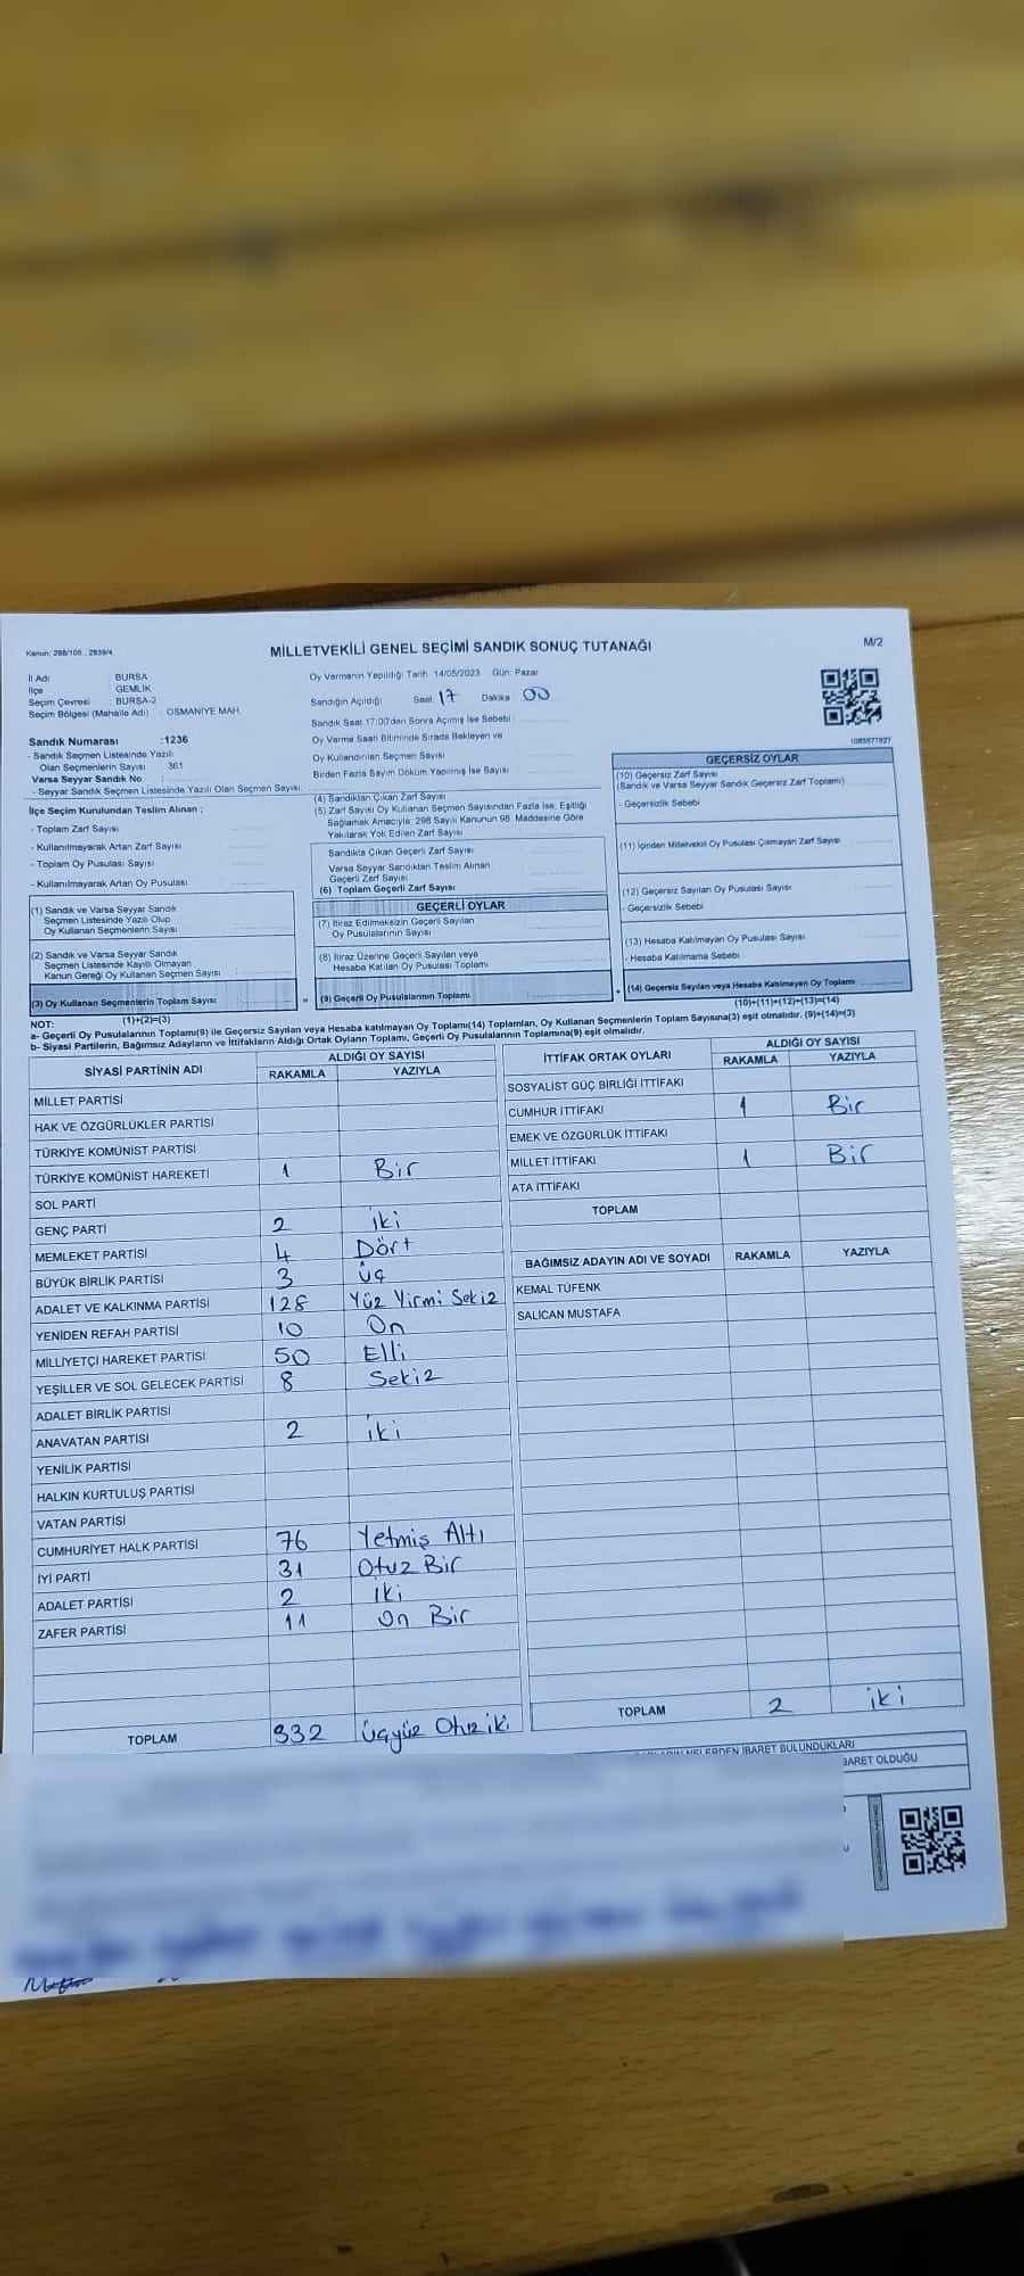 Kanun: 298/105 , 2839/4
MİLLETVEKİLİ GENEL SEÇİMİ SANDIK SONUÇ TUTANAĞI
M/2
İl Adı : BURSA
İlçe : GEMLİK
Seçim Çevresi : BURSA-2
Seçim Bölgesi (Mahalle Adı) : OSMANİYE MAH.
Oy Vermenin Yapıldığı Tarih: 14/05/2023 Gün: Pazar
Sandığın Açıldığı Saat 17 Dakika 00
Sandık Saat 17:00'den Sonra Açılmış İse Sebebi
Oy Verme Saati Bitiminde Sırada Bekleyen ve
Oy Kullandırılan Seçmen Sayısı
Birden Fazla Sayım Döküm Yapılmış İse Sayısı
Sandık Numarası :1236
- Sandık Seçmen Listesinde Yazılı
Olan Seçmenlerin Sayısı : 361
Varsa Seyyar Sandık No
- Seyyar Sandık Seçmen Listesinde Yazılı Olan Seçmen Sayısı
İlçe Seçim Kurulundan Teslim Alınan ;
- Toplam Zarf Sayısı
- Kullanılmayarak Artan Zarf Sayısı
- Toplam Oy Pusulası Sayısı
- Kullanılmayarak Artan Oy Pusulası
(1) Sandık ve Varsa Seyyar Sandık
Seçmen Listesinde Yazılı Olup
Oy Kullanan Seçmenlerin Sayısı
(2) Sandık ve Varsa Seyyar Sandık
Seçmen Listesinde Kayıtlı Olmayan
Kanun Gereği Oy Kullanan Seçmen Sayısı
(3) Oy Kullanan Seçmenlerin Toplam Sayısı
(1)+(2)=(3)
(4) Sandıktan Çıkan Zarf Sayısı
(5) Zarf Sayısı Oy Kullanan Seçmen Sayısından Fazla İse; Eşitliği
Sağlamak Amacıyla, 298 Sayılı Kanunun 98. Maddesine Göre
Yakılarak Yok Edilen Zarf Sayısı
Sandıkta Çıkan Geçerli Zarf Sayısı
Varsa Seyyar Sandıktan Teslim Alınan
Geçerli Zarf Sayısı
(6) Toplam Geçerli Zarf Sayısı
GEÇERLİ OYLAR
(7) İtiraz Edilmeksizin Geçerli Sayılan
Oy Pusulalarının Sayısı
(8) İtiraz Üzerine Geçerli Sayılan veya
Hesaba Katılan Oy Pusulası Toplamı
= (9) Geçerli Oy Pusulalarının Toplamı
GEÇERSİZ OYLAR
(10) Geçersiz Zarf Sayısı
(Sandık ve Varsa Seyyar Sandık Geçersiz Zarf Toplamı)
- Geçersizlik Sebebi
(11) İçinden Milletvekili Oy Pusulası Çıkmayan Zarf Sayısı
(12) Geçersiz Sayılan Oy Pusulası Sayısı
- Geçersizlik Sebebi
(13) Hesaba Katılmayan Oy Pusulası Sayısı
- Hesaba Katılmama Sebebi
+ (14) Geçersiz Sayılan veya Hesaba Katılmayan Oy Toplamı
(10)+(11)+(12)+(13)=(14)
NOT:
a- Geçerli Oy Pusulalarının Toplamı(9) ile Geçersiz Sayılan veya Hesaba katılmayan Oy Toplamı(14) Toplamları, Oy Kullanan Seçmenlerin Toplam Sayısına(3) eşit olmalıdır. (9)+(14)=(3)
b- Siyasi Partilerin, Bağımsız Adayların ve İttifakların Aldığı Ortak Oyların Toplamı, Geçerli Oy Pusulalarının Toplamına(9) eşit olmalıdır.
SİYASİ PARTİNİN ADI
ALDIĞI OY SAYISI
RAKAMLA YAZIYLA
MİLLET PARTİSİ
HAK VE ÖZGÜRLÜKLER PARTİSİ
TÜRKİYE KOMÜNİST PARTİSİ
TÜRKİYE KOMÜNİST HAREKETİ 1 Bir
SOL PARTİ
GENÇ PARTİ 2 iki
MEMLEKET PARTİSİ 4 Dört
BÜYÜK BİRLİK PARTİSİ 3 Üç
ADALET VE KALKINMA PARTİSİ 128 Yüz Yirmi Sekiz
YENİDEN REFAH PARTİSİ 10 On
MİLLİYETÇİ HAREKET PARTİSİ 50 Elli
YEŞİLLER VE SOL GELECEK PARTİSİ 8 Sekiz
ADALET BİRLİK PARTİSİ
ANAVATAN PARTİSİ 2 iki
YENİLİK PARTİSİ
HALKIN KURTULUŞ PARTİSİ
VATAN PARTİSİ
CUMHURİYET HALK PARTİSİ 76 Yetmiş Altı
İYİ PARTİ 31 Otuz Bir
ADALET PARTİSİ 2 iki
ZAFER PARTİSİ 11 On Bir
TOPLAM 332 Üçyüz Otuz iki
İTTİFAK ORTAK OYLARI
ALDIĞI OY SAYISI
RAKAMLA YAZIYLA
SOSYALİST GÜÇ BİRLİĞİ İTTİFAKI
CUMHUR İTTİFAKI 1 Bir
EMEK VE ÖZGÜRLÜK İTTİFAKI
MİLLET İTTİFAKI 1 Bir
ATA İTTİFAKI
TOPLAM
BAĞIMSIZ ADAYIN ADI VE SOYADI RAKAMLA YAZIYLA
KEMAL TÜFENK
SALICAN MUSTAFA
TOPLAM 2 iki
İBARET BULUNDUKLARI
OLDUĞU